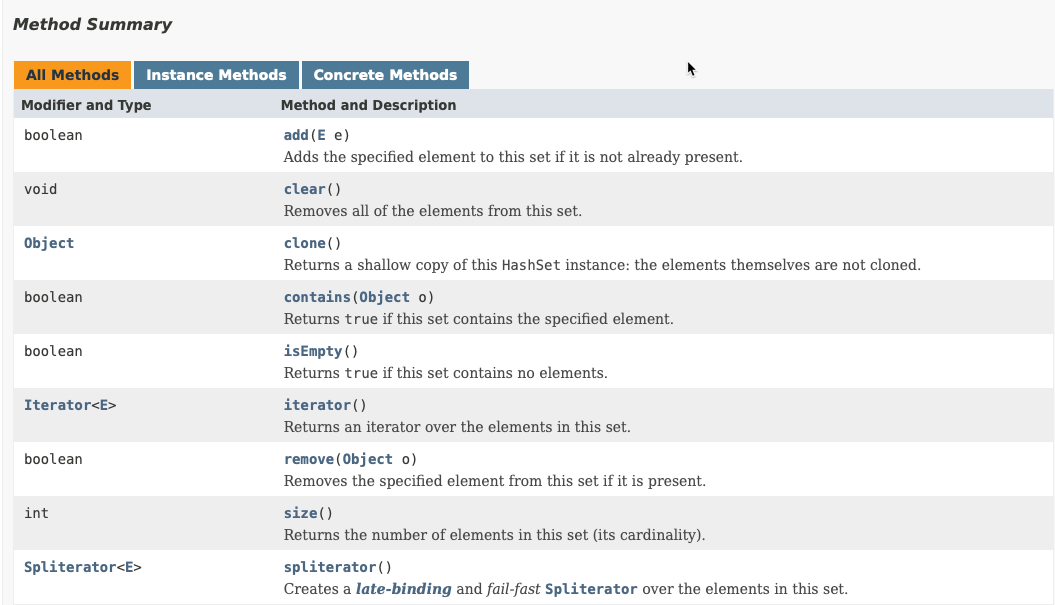 Method Summary
All Methods Instance Methods Concrete Methods
Modifier and Type Method and Description
boolean add(E e)
Adds the specified element to this set if it is not already present.
void clear()
Removes all of the elements from this set.
Object clone()
Returns a shallow copy of this HashSet instance: the elements themselves are not cloned.
boolean contains(Object o)
Returns true if this set contains the specified element.
boolean isEmpty()
Returns true if this set contains no elements.
Iterator<E> iterator()
Returns an iterator over the elements in this set.
boolean remove(Object o)
Removes the specified element from this set if it is present.
int size()
Returns the number of elements in this set (its cardinality).
Spliterator<E> spliterator()
Creates a late-binding and fail-fast Spliterator over the elements in this set.